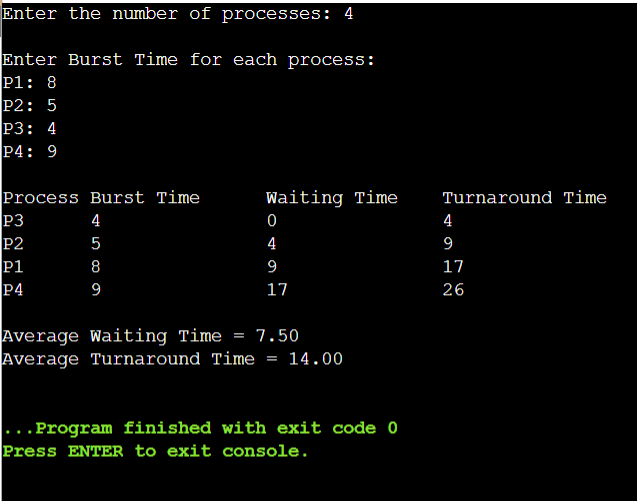 Enter the number of processes: 4
Enter Burst Time for each process:
P1: 8
P2: 5
P3: 4
P4: 9
Process Burst Time Waiting Time Turnaround Time
P3 4 0 4
P2 5 4 9
P1 8 9 17
P4 9 17 26
Average Waiting Time = 7.50
Average Turnaround Time = 14.00
...Program finished with exit code 0
Press ENTER to exit console.